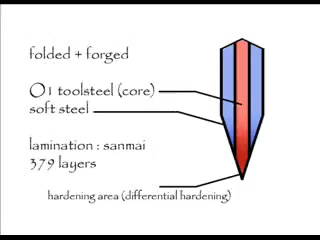 folded + forged
O1 toolsteel (core)
soft steel
lamination : sanmai
379 layers
hardening area (differential hardening)